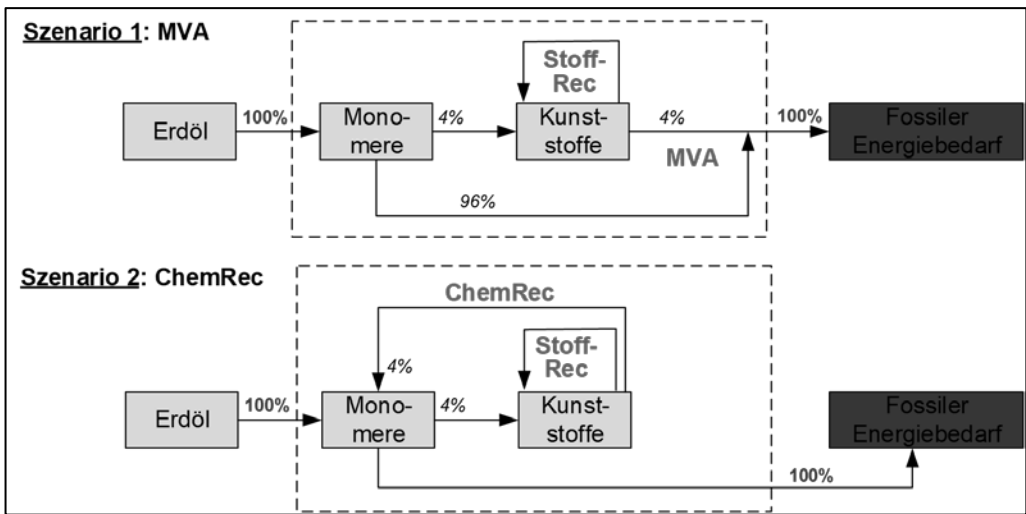 Szenario 1: MVA
Stoff-
Rec
Erdöl
100%
Mono-
mere
4%
Kunst-
stoffe
4%
MVA
100%
Fossiler
Energiebedarf
96%
Szenario 2: ChemRec
ChemRec
Stoff-
Rec
4%
Erdöl
100%
Mono-
mere
4%
Kunst-
stoffe
Fossiler
Energiebedarf
100%